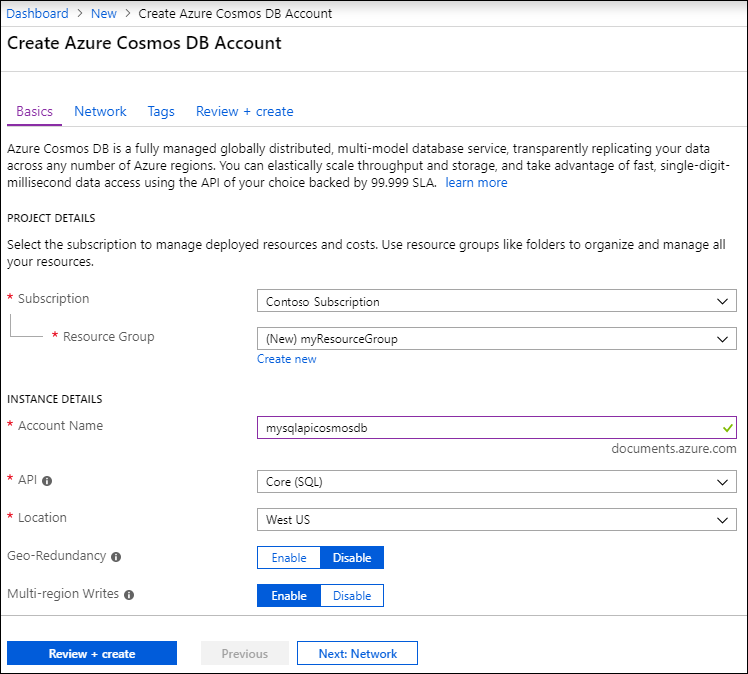 Dashboard > New > Create Azure Cosmos DB Account
Create Azure Cosmos DB Account
Basics Network Tags Review + create
Azure Cosmos DB is a fully managed globally distributed, multi-model database service, transparently replicating your data
across any number of Azure regions. You can elastically scale throughput and storage, and take advantage of fast, single-digit-
millisecond data access using the API of your choice backed by 99.999 SLA. learn more
PROJECT DETAILS
Select the subscription to manage deployed resources and costs. Use resource groups like folders to organize and manage all
your resources.
* Subscription Contoso Subscription
* Resource Group (New) myResourceGroup
Create new
INSTANCE DETAILS
* Account Name mysqlapicosmosdb
documents.azure.com
* API Core (SQL)
* Location West US
Geo-Redundancy Enable Disable
Multi-region Writes Enable Disable
Review + create Previous Next: Network